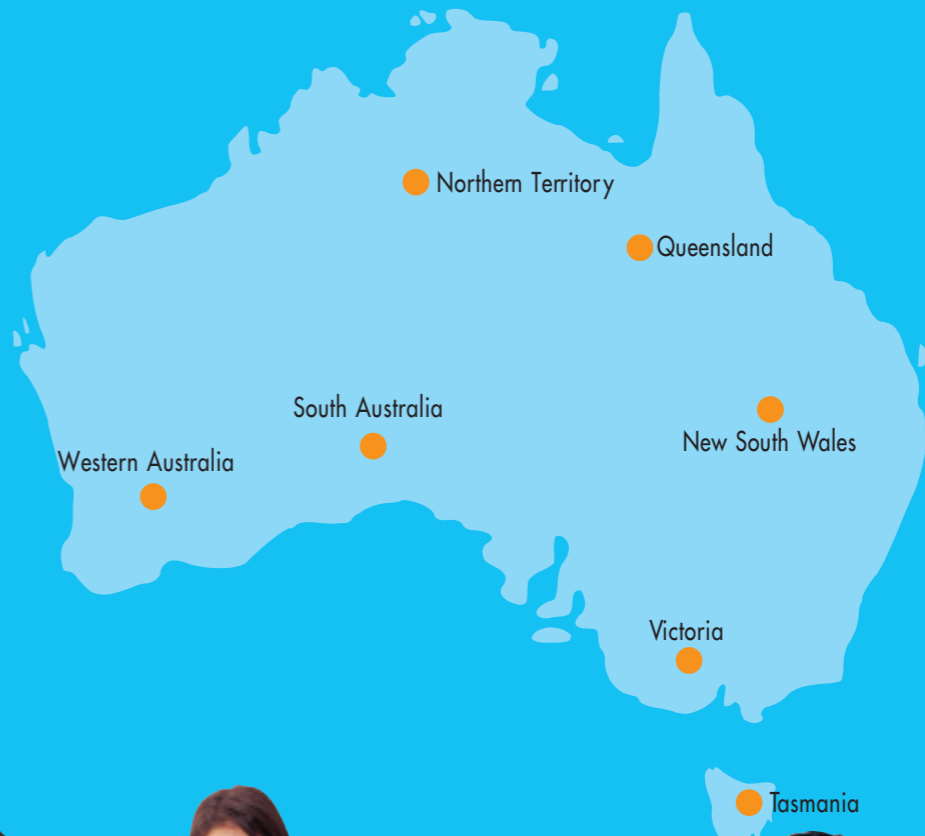 Northern Territory
Queensland
South Australia
New South Wales
Western Australia
Victoria
Tasmania